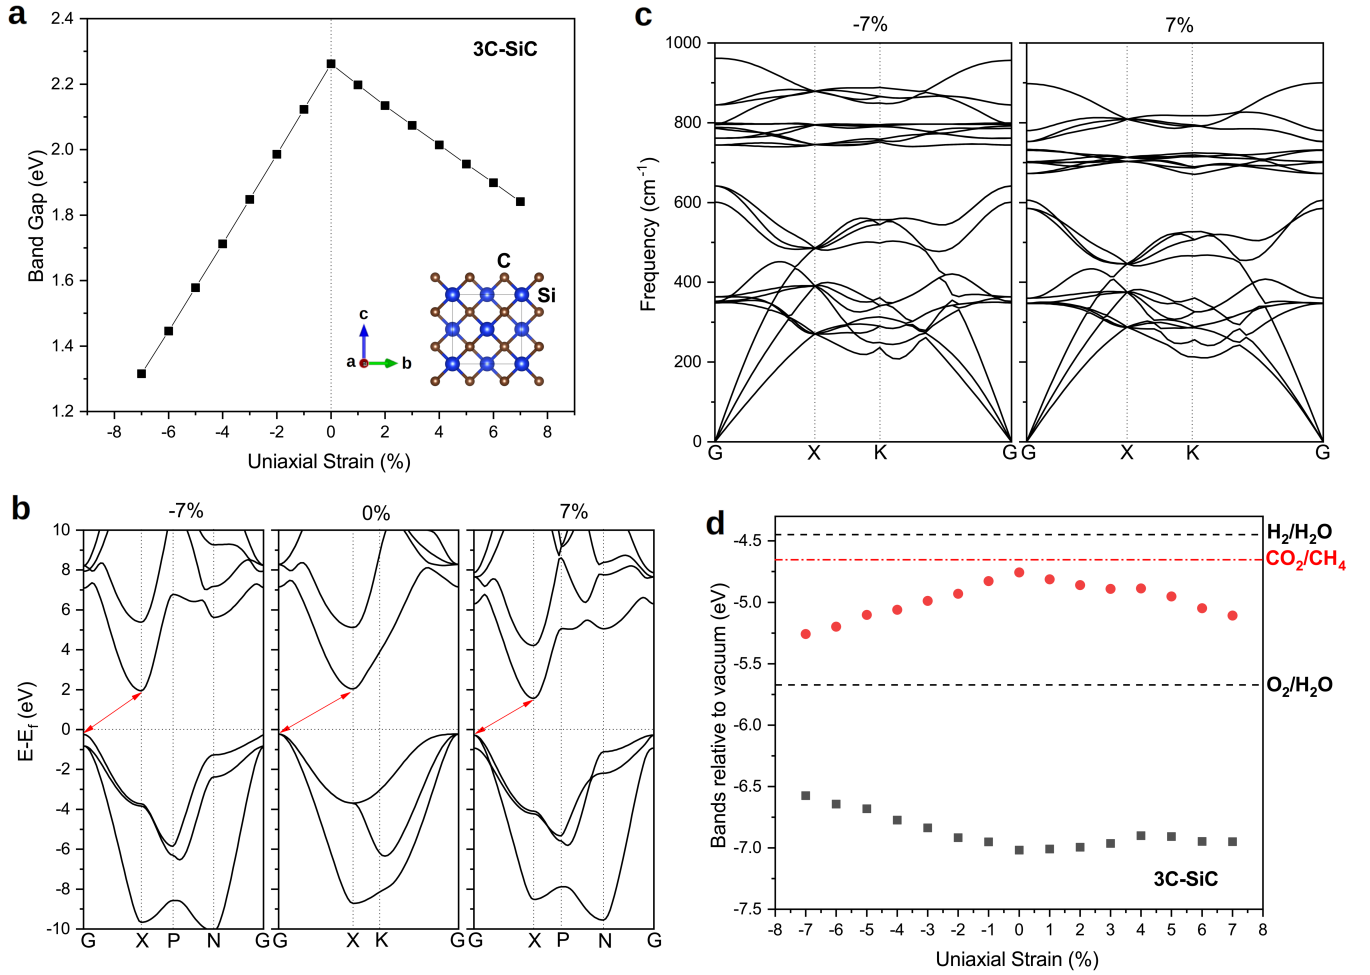 a
2.4
2.2
2.0
1.8
1.6
1.4
1.2
Band Gap (eV)
3C-SiC
C
Si
c
a
b
-8 -6 -4 -2 0 2 4 6 8
Uniaxial Strain (%)
b
-7% 0% 7%
10
8
6
4
2
0
-2
-4
-6
-8
-10
E-Ef (eV)
G X P N G G X K G G X P N G
c
-7% 7%
1000
800
600
400
200
0
Frequency (cm-1)
G X K G G X K G
d
-4.5
-5.0
-5.5
-6.0
-6.5
-7.0
-7.5
Bands relative to vacuum (eV)
H2/H2O
CO2/CH4
O2/H2O
3C-SiC
-8 -7 -6 -5 -4 -3 -2 -1 0 1 2 3 4 5 6 7 8
Uniaxial Strain (%)